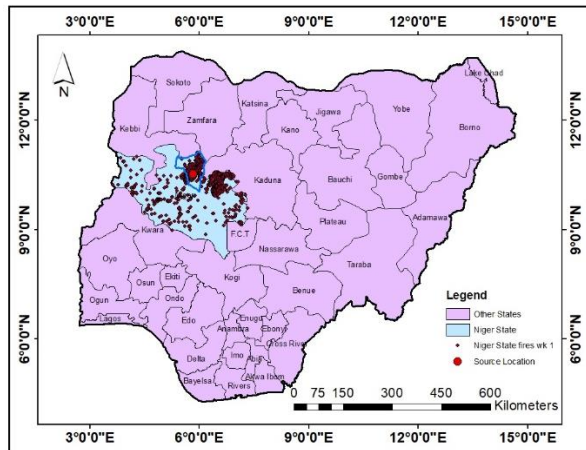 3°0'0"E 6°0'0"E 9°0'0"E 12°0'0"E 15°0'0"E
N
12°0'0"N
9°0'0"N
6°0'0"N
12°0'0"N
9°0'0"N
6°0'0"N
Lake Chad
Sokoto
Katsina
Jigawa
Yobe
Zamfara
Kano
Borno
Kebbi
Kaduna
Bauchi
Gombe
Adamawa
Plateau
Kwara
F.C.T
Nassarawa
Taraba
Oyo
Kogi
Benue
Ekiti
Osun
Ondo
Ogun
Lagos
Edo
Enugu
Anambra
Ebonyi
Cross River
Delta
Imo
Abia
Akwa Ibom
Bayelsa
Rivers
Legend
Other States
Niger State
Niger State fires wk 1
Source Location
0 75 150 300 450 600
Kilometers
3°0'0"E 6°0'0"E 9°0'0"E 12°0'0"E 15°0'0"E